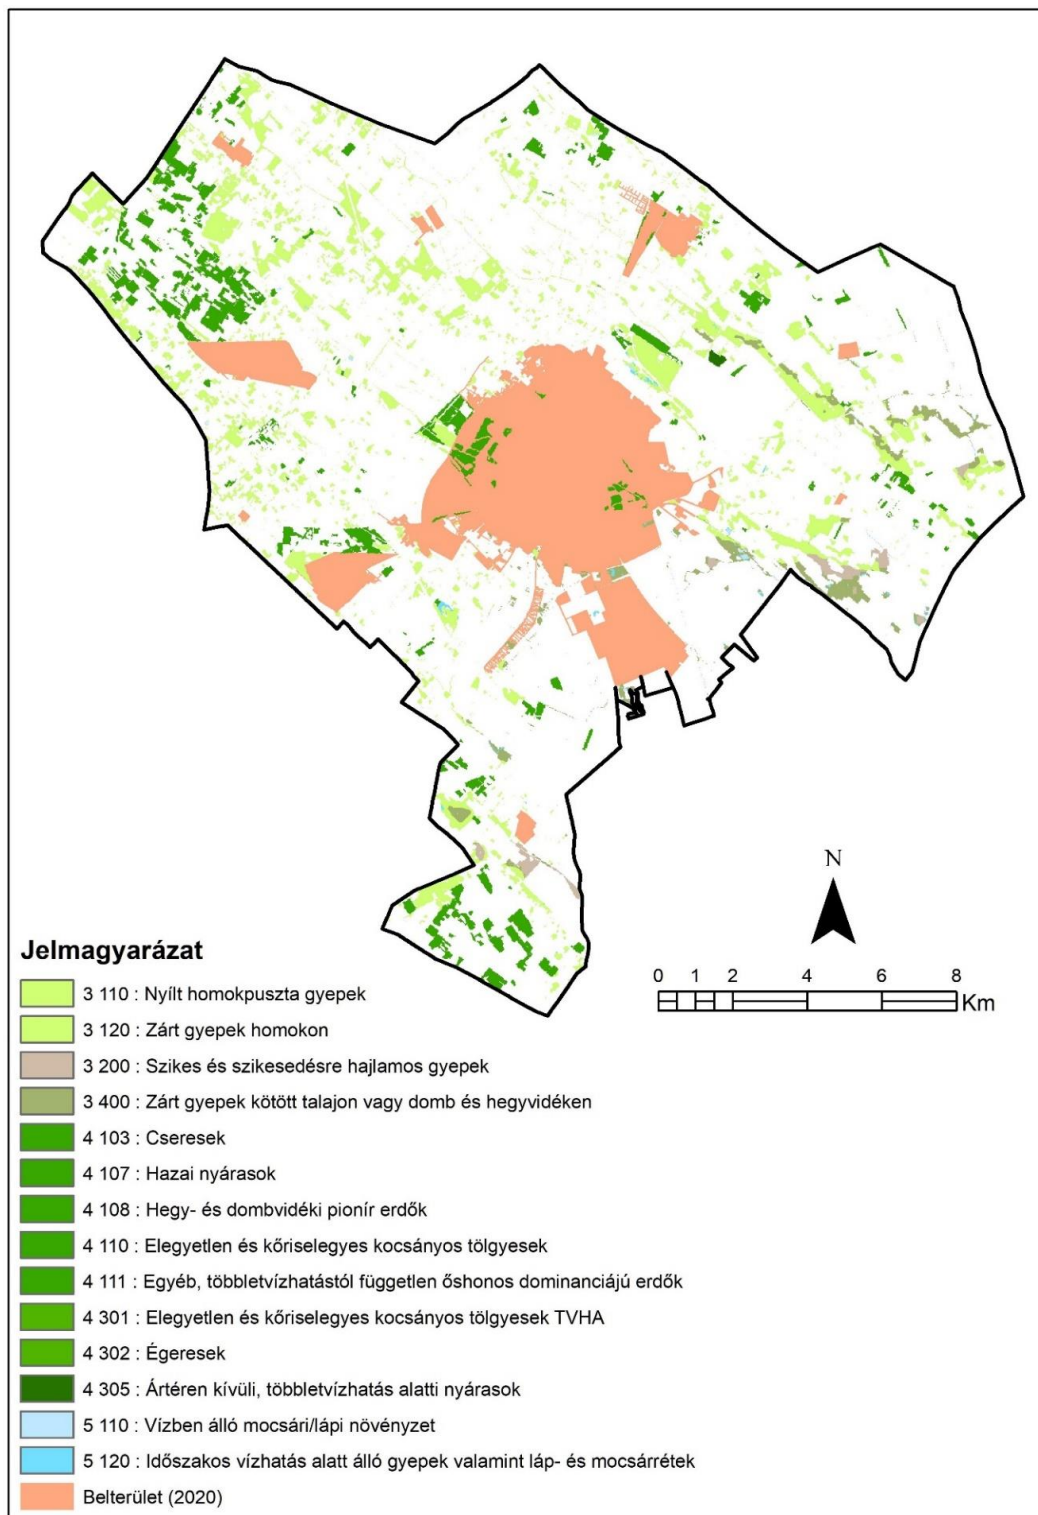 N
0 1 2 4 6 8
Km
Jelmagyarázat
3 110 : Nyílt homokpuszta gyepek
3 120 : Zárt gyepek homokon
3 200 : Szikes és szikesedésre hajlamos gyepek
3 400 : Zárt gyepek kötött talajon vagy domb és hegyvidéken
4 103 : Cseresek
4 107 : Hazai nyárasok
4 108 : Hegy- és dombvidéki pionír erdők
4 110 : Elegyetlen és kőriselegyes kocsányos tölgyesek
4 111 : Egyéb, többletvízhatástól független őshonos dominanciájú erdők
4 301 : Elegyetlen és kőriselegyes kocsányos tölgyesek TVHA
4 302 : Égeresek
4 305 : Ártéren kívüli, többletvízhatás alatti nyárasok
5 110 : Vízben álló mocsári/lápi növényzet
5 120 : Időszakos vízhatás alatt álló gyepek valamint láp- és mocsárrétek
Belterület (2020)